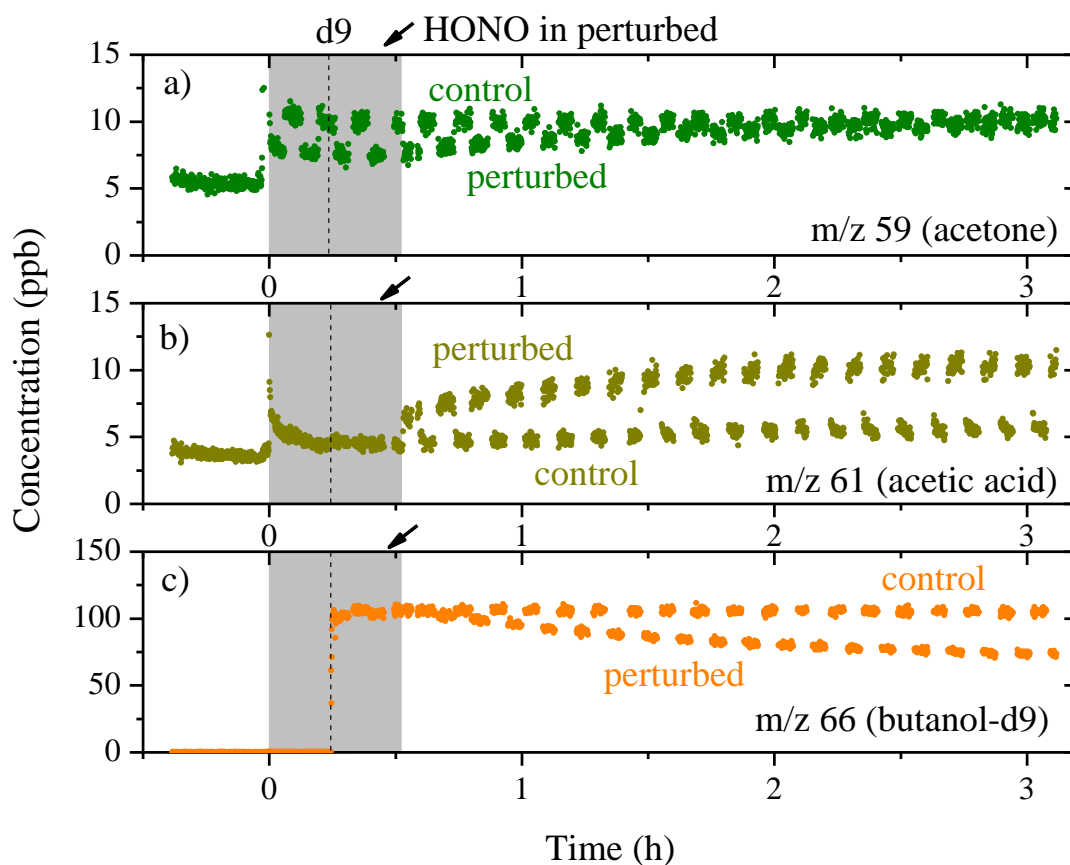 d9 HONO in perturbed
15
a)
control
10
5
perturbed
m/z 59 (acetone)
0
0 1 2 3
Concentration (ppb)
15
b)
perturbed
10
5
control
m/z 61 (acetic acid)
0
0 1 2 3
150
c)
control
100
perturbed
50
m/z 66 (butanol-d9)
0
0 1 2 3
Time (h)